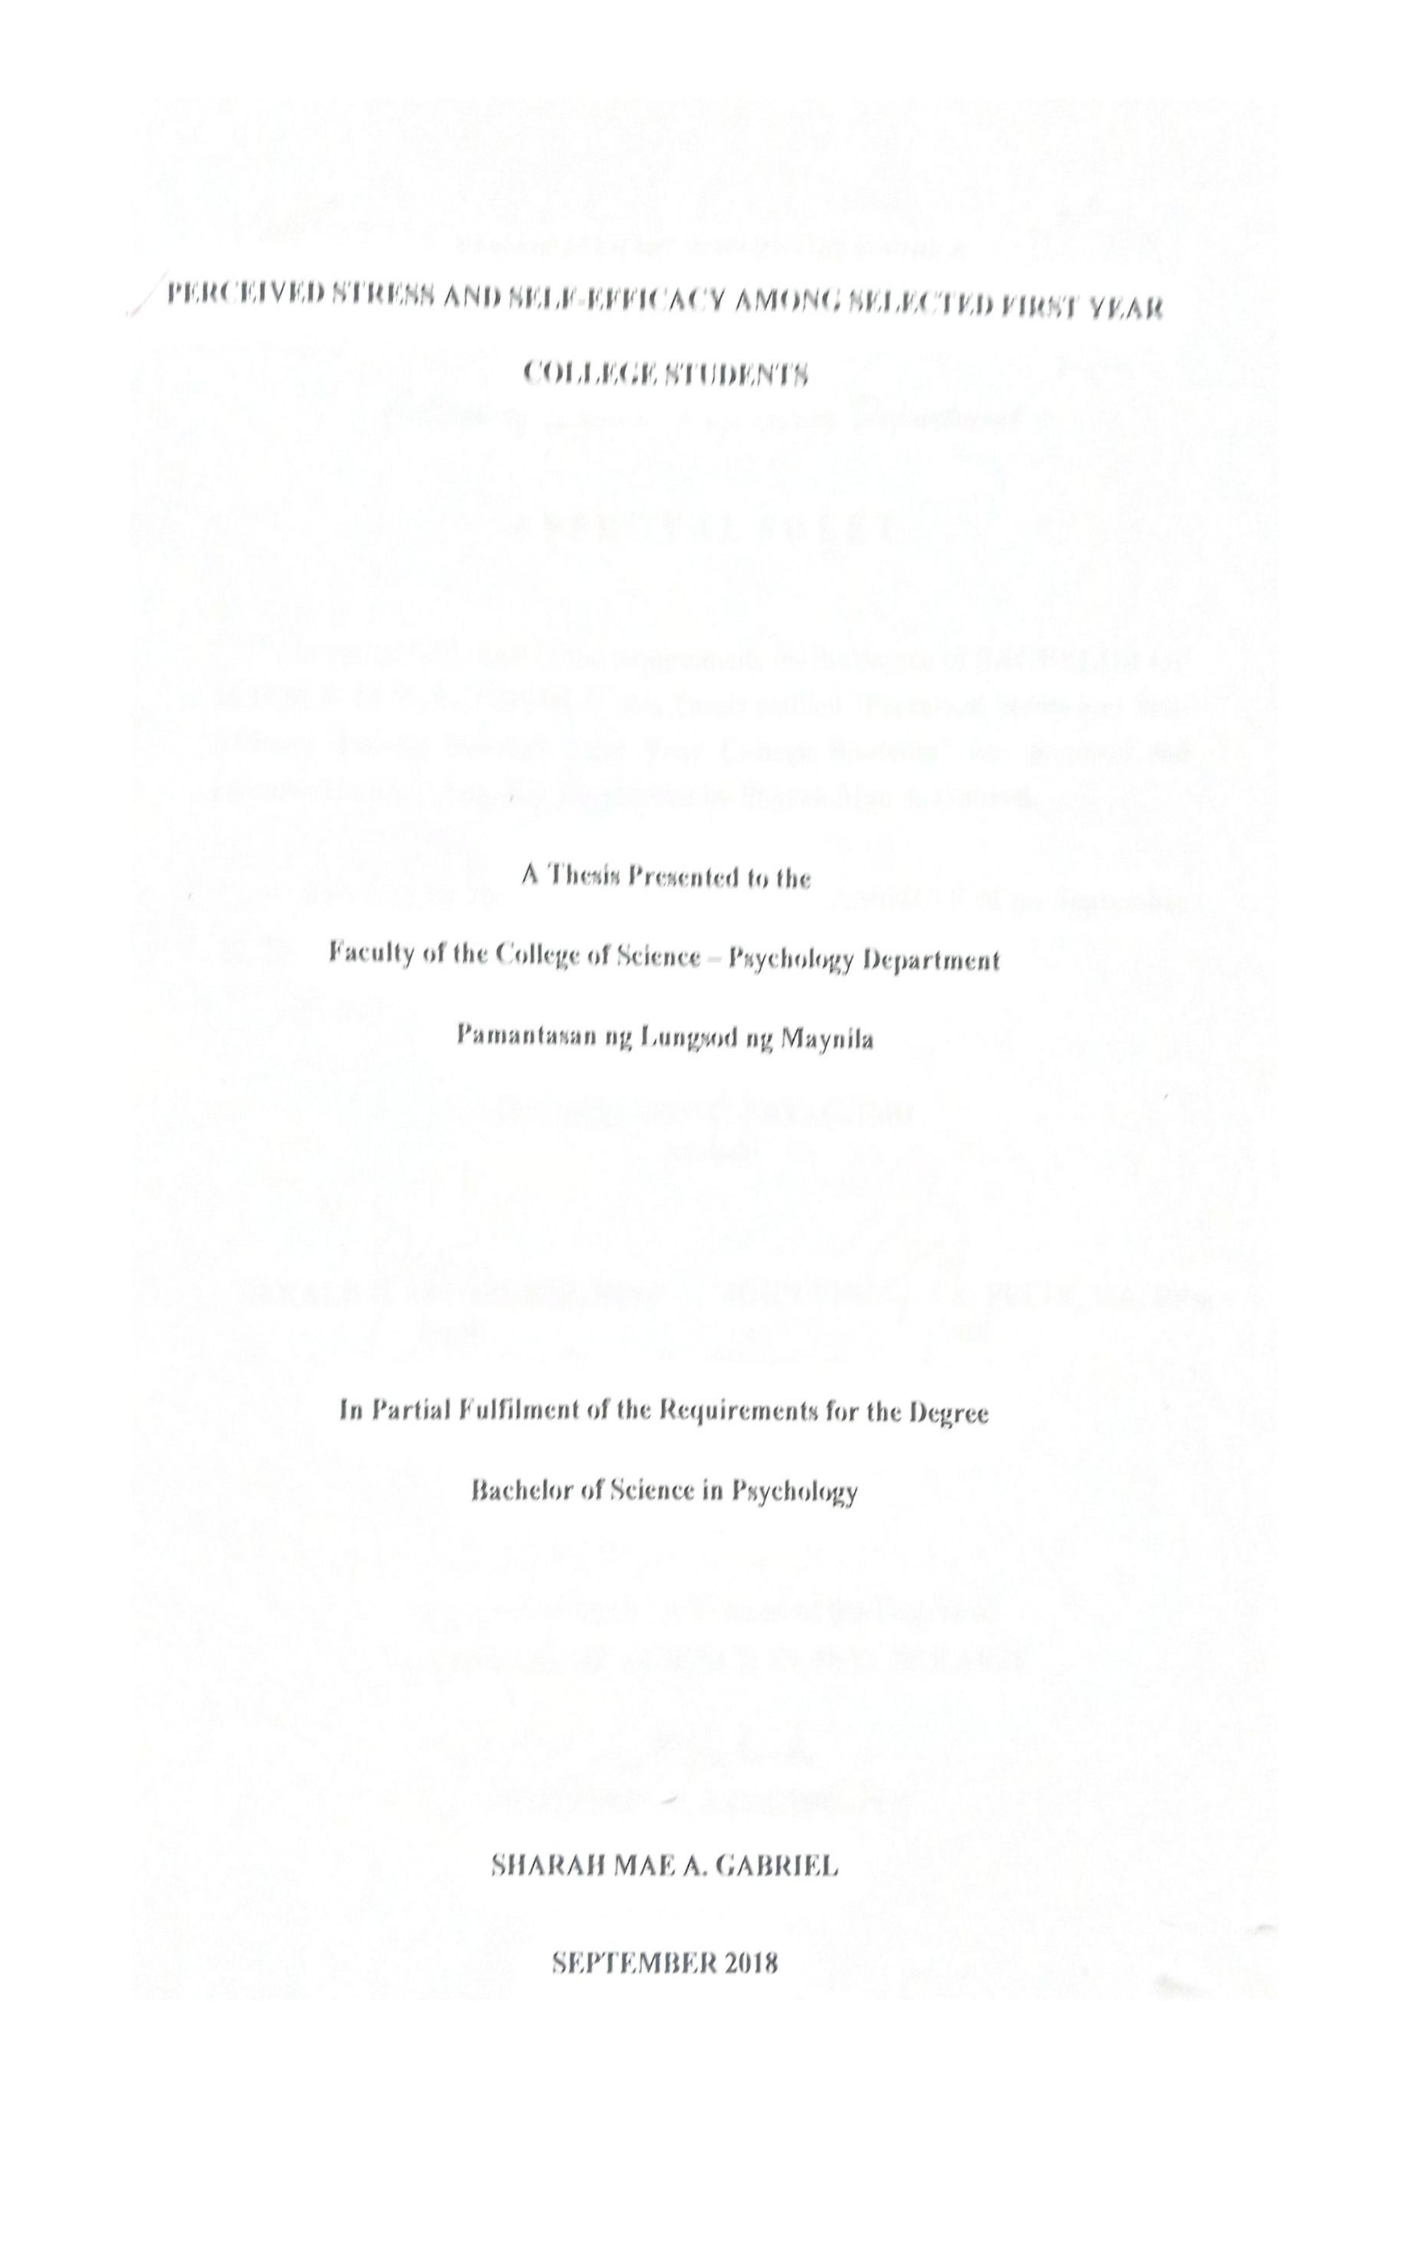 PERCEIVED STRESS AND SELF-EFFICACY AMONG SELECTED FIRST YEAR
COLLEGE STUDENTS
A Thesis Presented to the
Faculty of the College of Science – Psychology Department
Pamantasan ng Lungsod ng Maynila
In Partial Fulfilment of the Requirements for the Degree
Bachelor of Science in Psychology
SHARAH MAE A. GABRIEL
SEPTEMBER 2018